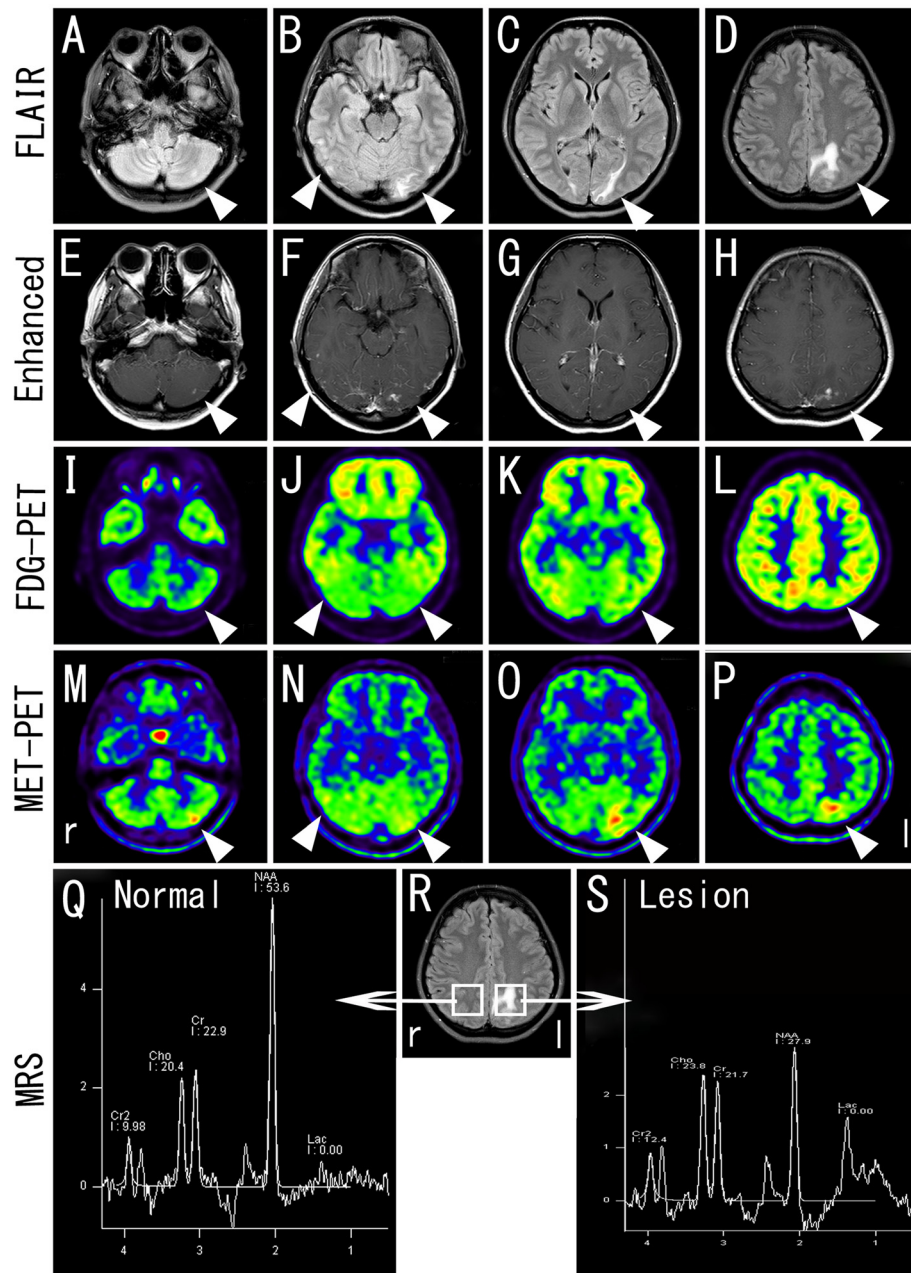 FLAIR
A
B
C
D
Enhanced
E
F
G
H
FDG-PET
I
J
K
L
MET-PET
M
N
O
P
r
l
MRS
Q Normal
NAA
I:53.6
Cr
I:22.9
Cho
I:20.4
Cr2
I:9.98
Lac
I:0.00
4
2
0
4
3
2
1
R
r
l
S Lesion
NAA
I:27.9
Cho
I:23.8
Cr
I:21.7
Lac
I:0.00
Cr2
I:12.4
2
1
0
4
3
2
1